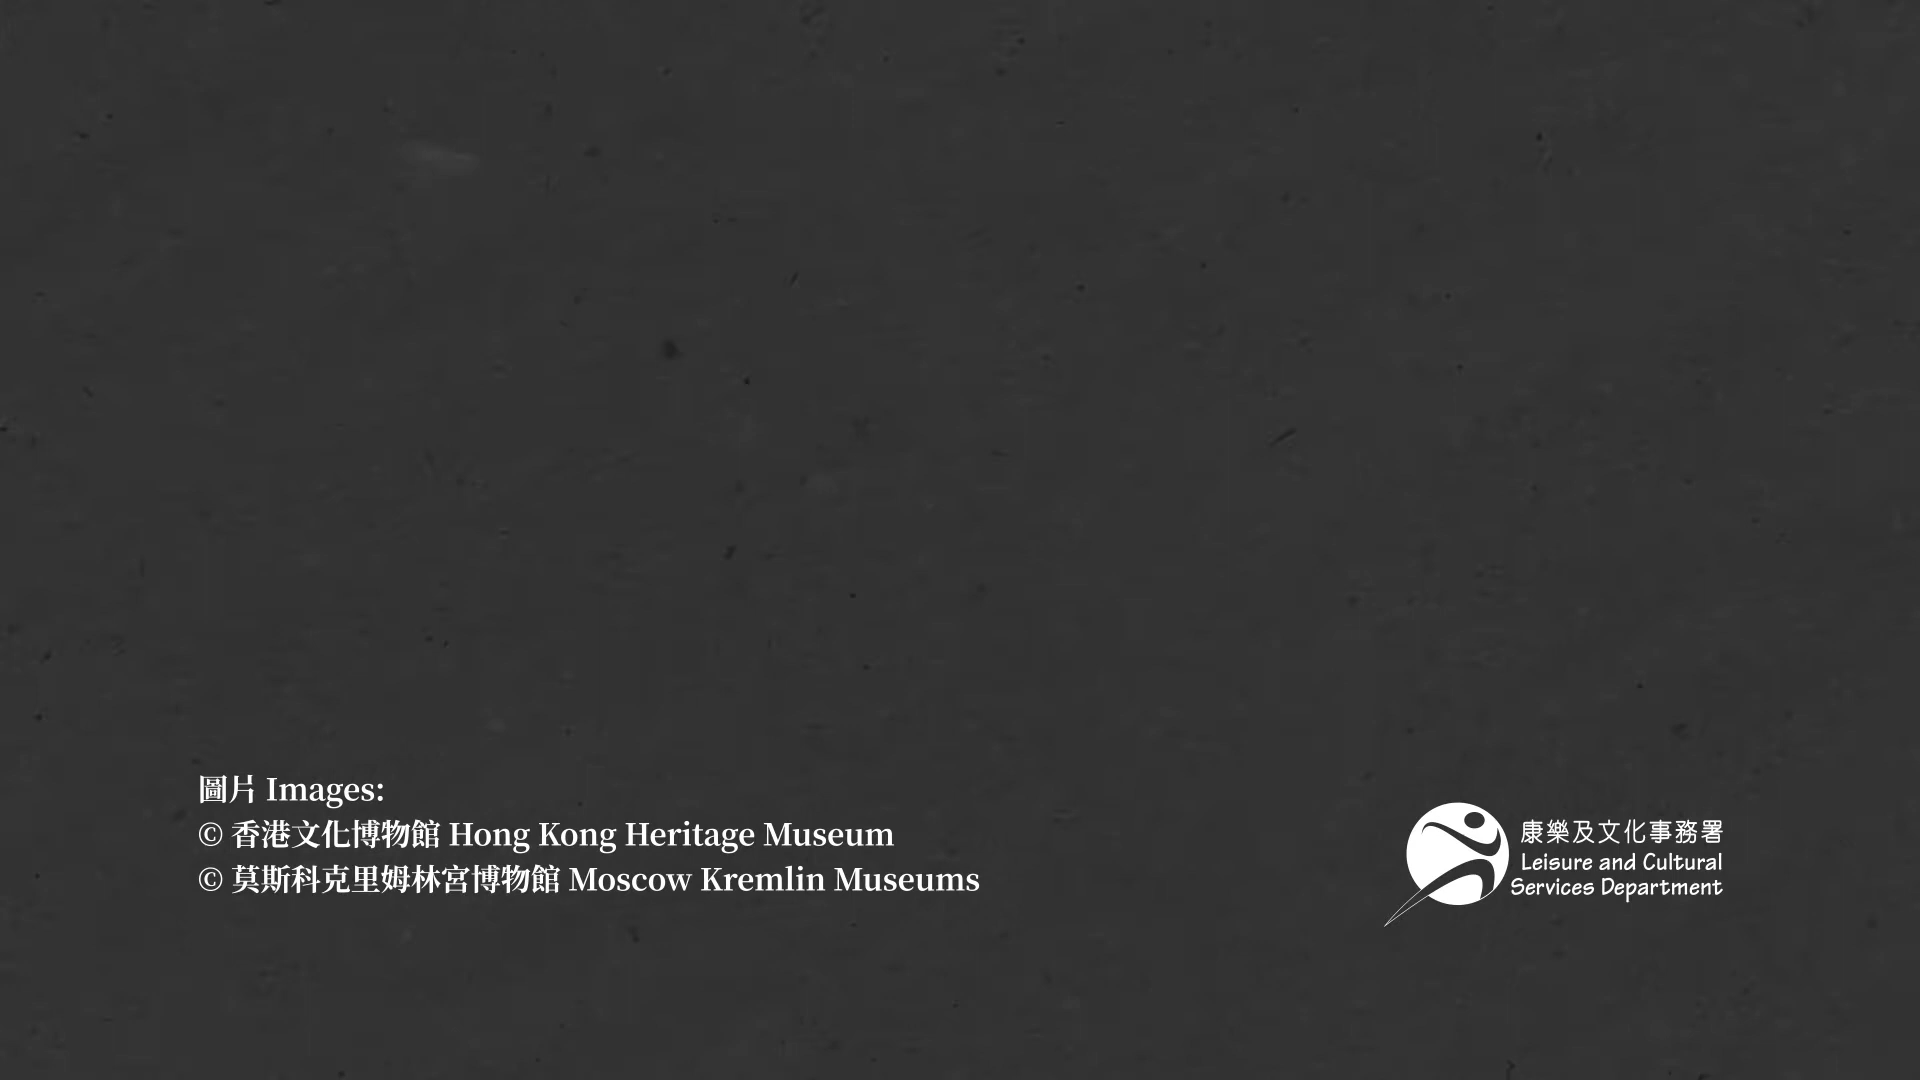 圖片 Images:
© 香港文化博物館 Hong Kong Heritage Museum
© 莫斯科克里姆林宮博物館 Moscow Kremlin Museums
康樂及文化事務署
Leisure and Cultural
Services Department